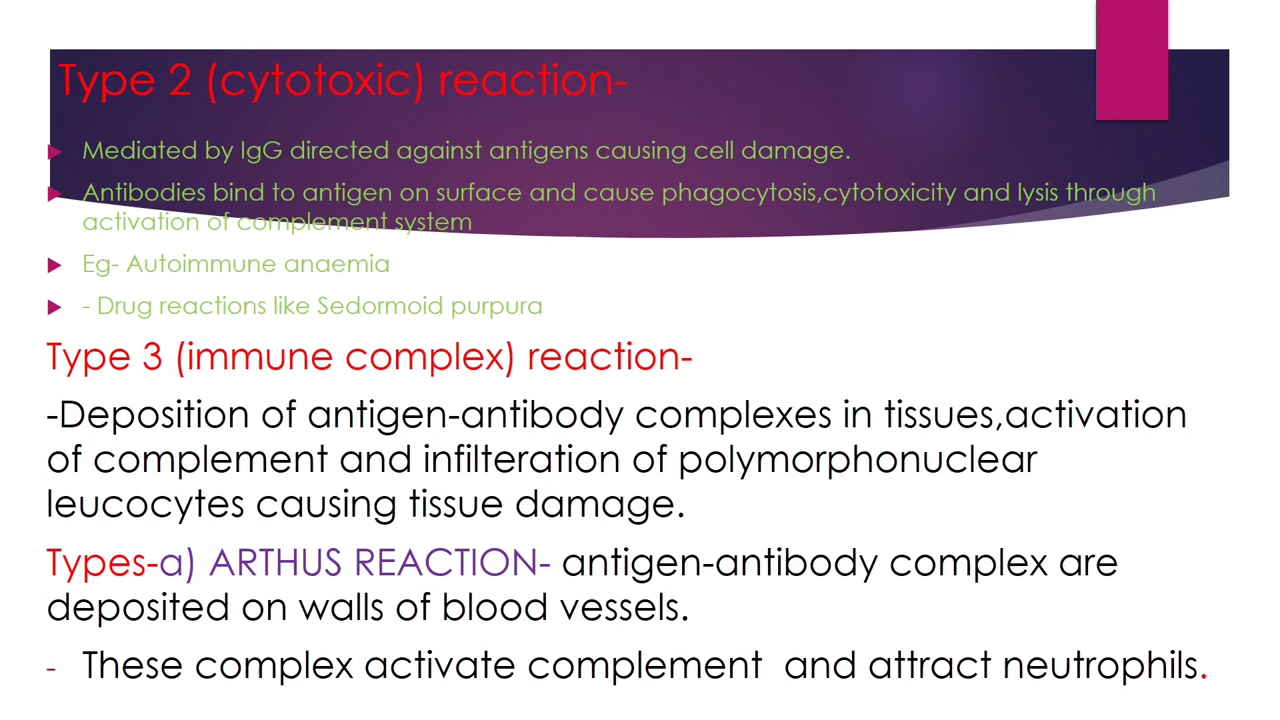 Type 2 (cytotoxic) reaction-
Mediated by IgG directed against antigens causing cell damage.
Antibodies bind to antigen on surface and cause phagocytosis,cytotoxicity and lysis through
activation of complement system
Eg- Autoimmune anaemia
- Drug reactions like Sedormoid purpura
Type 3 (immune complex) reaction-
-Deposition of antigen-antibody complexes in tissues,activation
of complement and infilteration of polymorphonuclear
leucocytes causing tissue damage.
Types-a) ARTHUS REACTION- antigen-antibody complex are
deposited on walls of blood vessels.
- These complex activate complement and attract neutrophils.